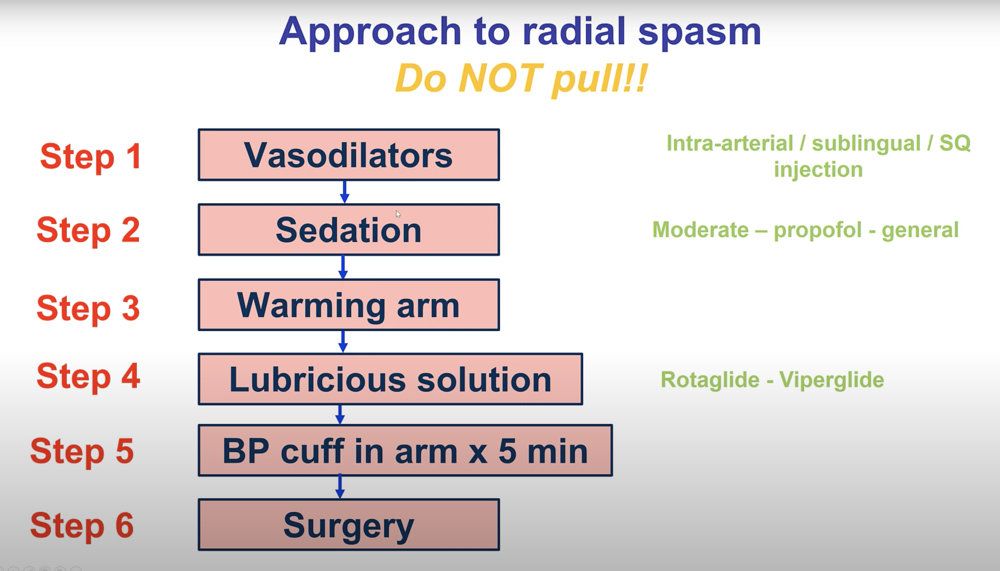 Approach to radial spasm
Do NOT pull!!
Step 1
Vasodilators
Intra-arterial / sublingual / SQ
injection
Step 2
Sedation
Moderate – propofol - general
Step 3
Warming arm
Step 4
Lubricious solution
Rotaglide - Viperglide
Step 5
BP cuff in arm x 5 min
Step 6
Surgery